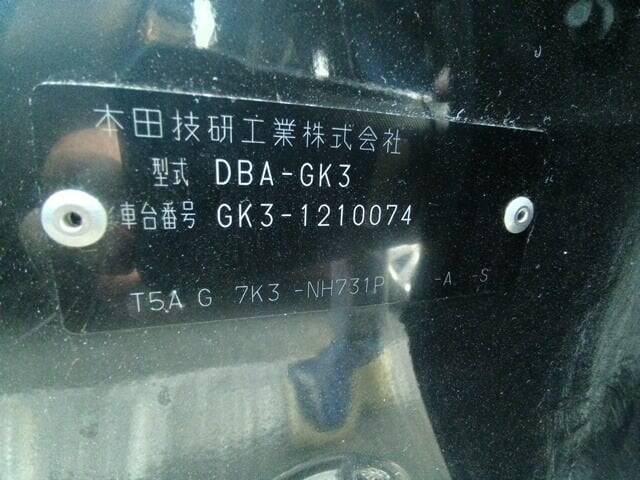 本田技研工業株式会社
型式 DBA-GK3
車台番号 GK3-1210074
T5A G 7K3 -NH731P -A -S